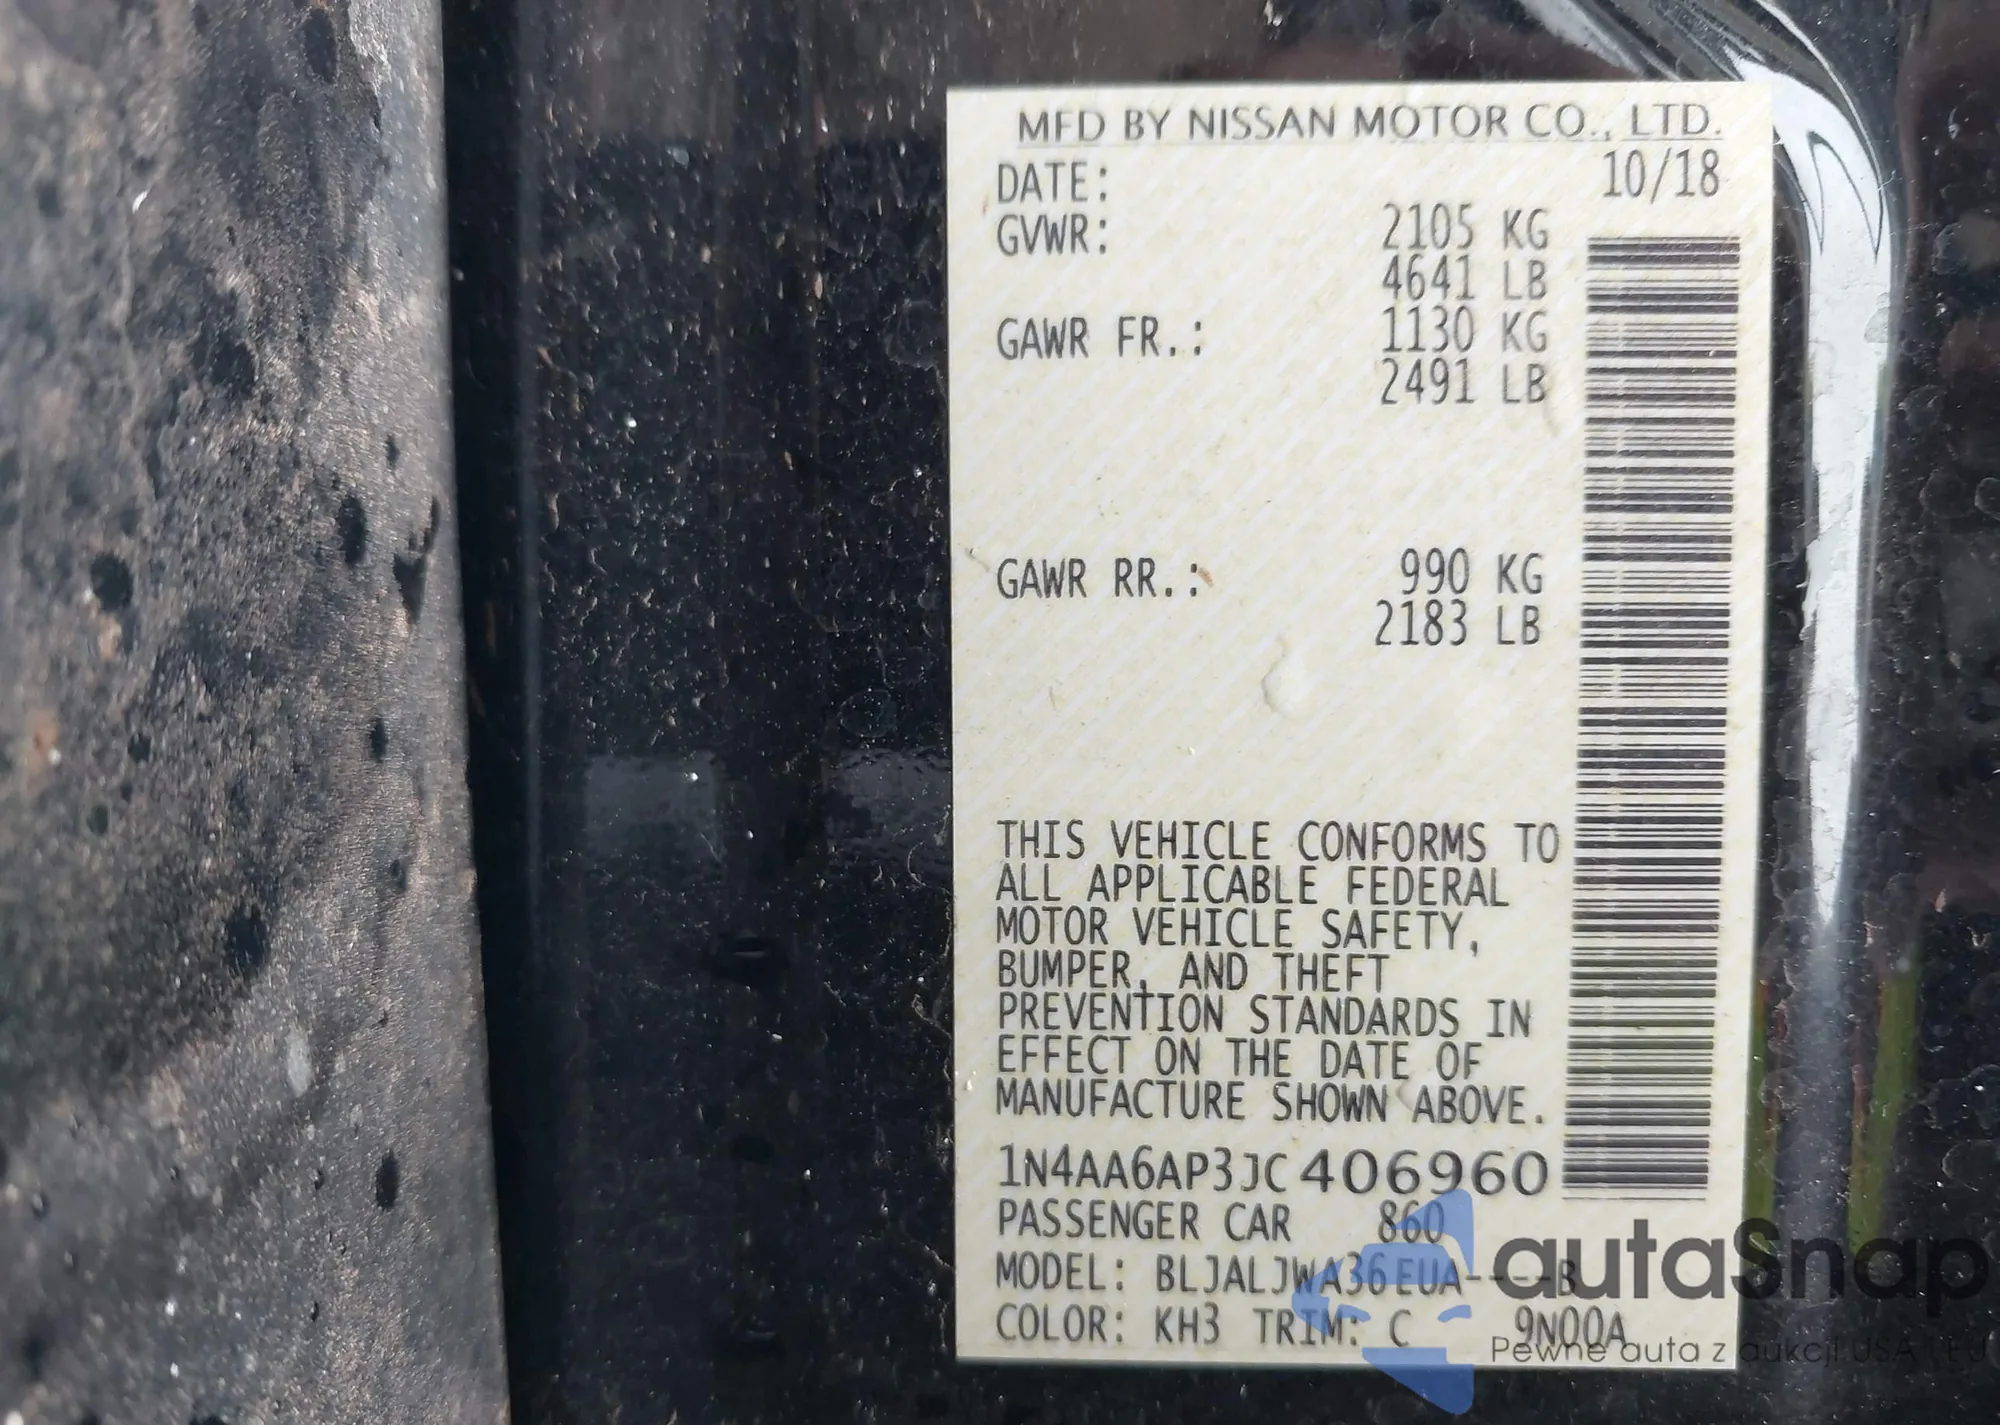 MFD BY NISSAN MOTOR CO., LTD.
DATE: 10/18
GVWR: 2105 KG
4641 LB
GAWR FR.: 1130 KG
2491 LB
GAWR RR.: 990 KG
2183 LB
THIS VEHICLE CONFORMS TO
ALL APPLICABLE FEDERAL
MOTOR VEHICLE SAFETY,
BUMPER, AND THEFT
PREVENTION STANDARDS IN
EFFECT ON THE DATE OF
MANUFACTURE SHOWN ABOVE.
1N4AA6AP3JC406960
PASSENGER CAR 860
MODEL: BLJALJWA36EUA----B
COLOR: KH3 TRIM: C 9N00A
autaSnap
Pewne auta z aukcji USA i EU